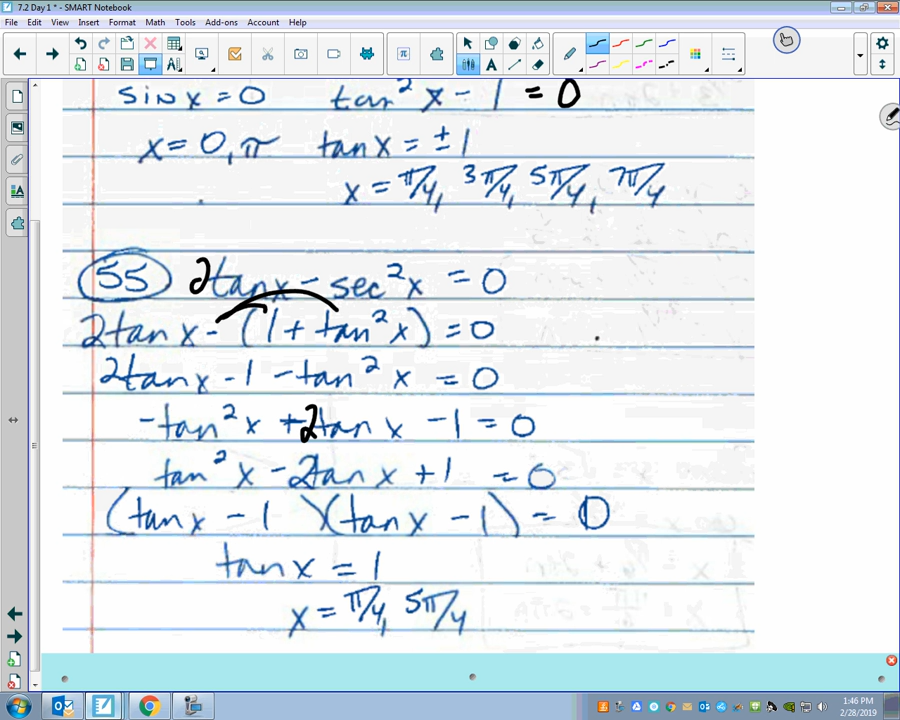 7.2 Day 1 * - SMART Notebook
File Edit View Insert Format Math Tools Add-ons Account Help
sin x = 0 tan² x - 1 = 0
x = 0, π tan x = ± 1
x = π/4, 3π/4, 5π/4, 7π/4
55 2tanx - sec²x = 0
2tan x - (1 + tan² x) = 0
2tanx - 1 - tan² x = 0
-tan² x + 2tan x - 1 = 0
tan² x - 2tan x + 1 = 0
(tan x - 1 )(tan x - 1) = 0
tan x = 1
x = π/4, 5π/4
1:46 PM
2/28/2019